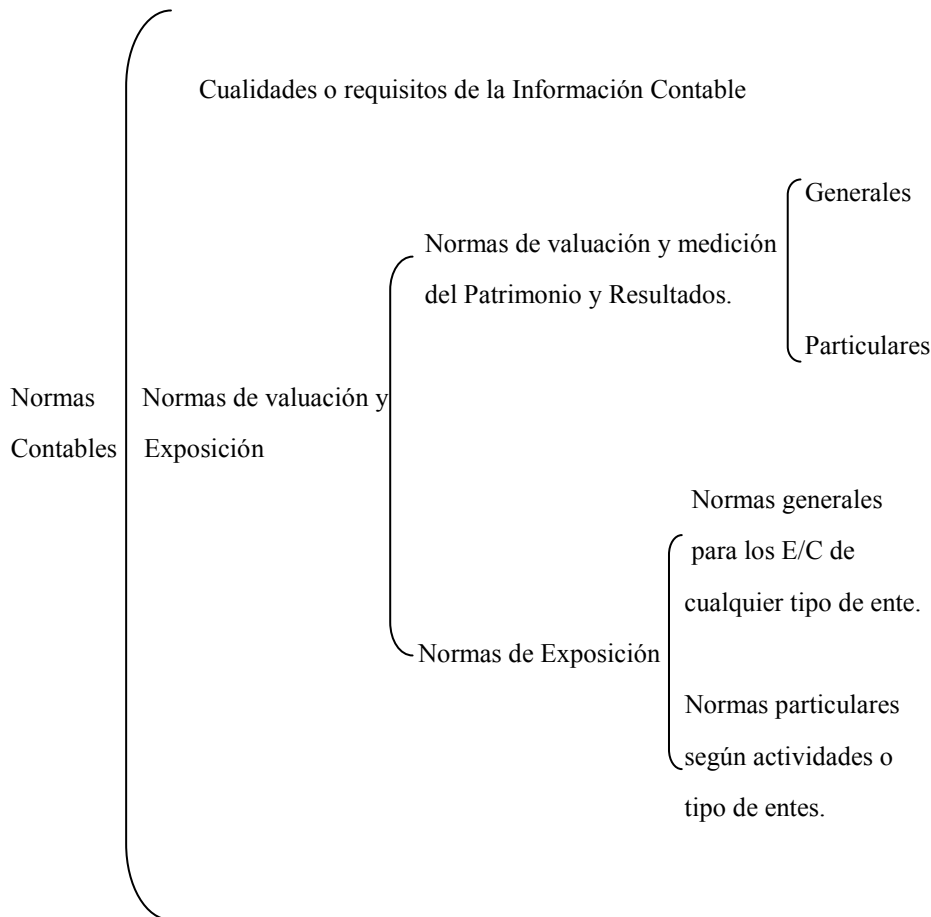 Cualidades o requisitos de la Información Contable
Generales
Normas de valuación y medición
del Patrimonio y Resultados.
Particulares
Normas
Contables
Normas de valuación y
Exposición
Normas generales
para los E/C de
cualquier tipo de ente.
Normas de Exposición
Normas particulares
según actividades o
tipo de entes.